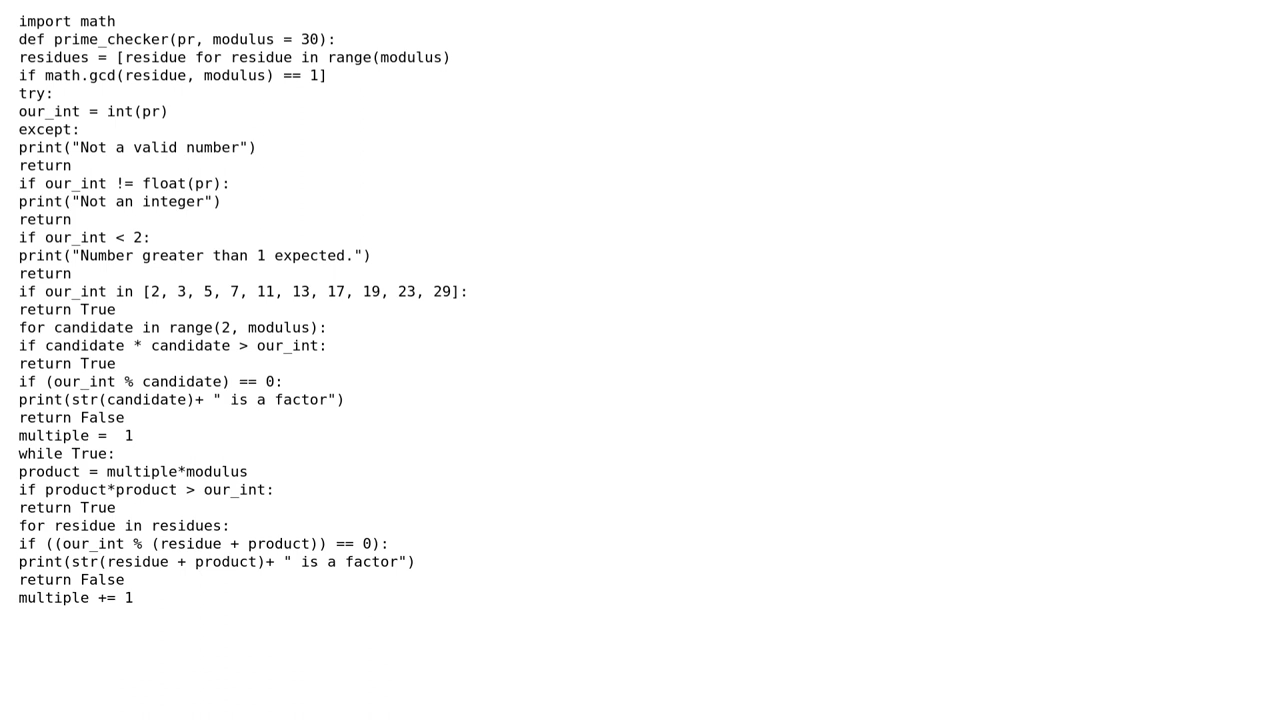 import math
def prime_checker(pr, modulus = 30):
residues = [residue for residue in range(modulus)
if math.gcd(residue, modulus) == 1]
try:
our_int = int(pr)
except:
print("Not a valid number")
return
if our_int != float(pr):
print("Not an integer")
return
if our_int < 2:
print("Number greater than 1 expected.")
return
if our_int in [2, 3, 5, 7, 11, 13, 17, 19, 23, 29]:
return True
for candidate in range(2, modulus):
if candidate * candidate > our_int:
return True
if (our_int % candidate) == 0:
print(str(candidate)+ " is a factor")
return False
multiple =  1
while True:
product = multiple*modulus
if product*product > our_int:
return True
for residue in residues:
if ((our_int % (residue + product)) == 0):
print(str(residue + product)+ " is a factor")
return False
multiple += 1